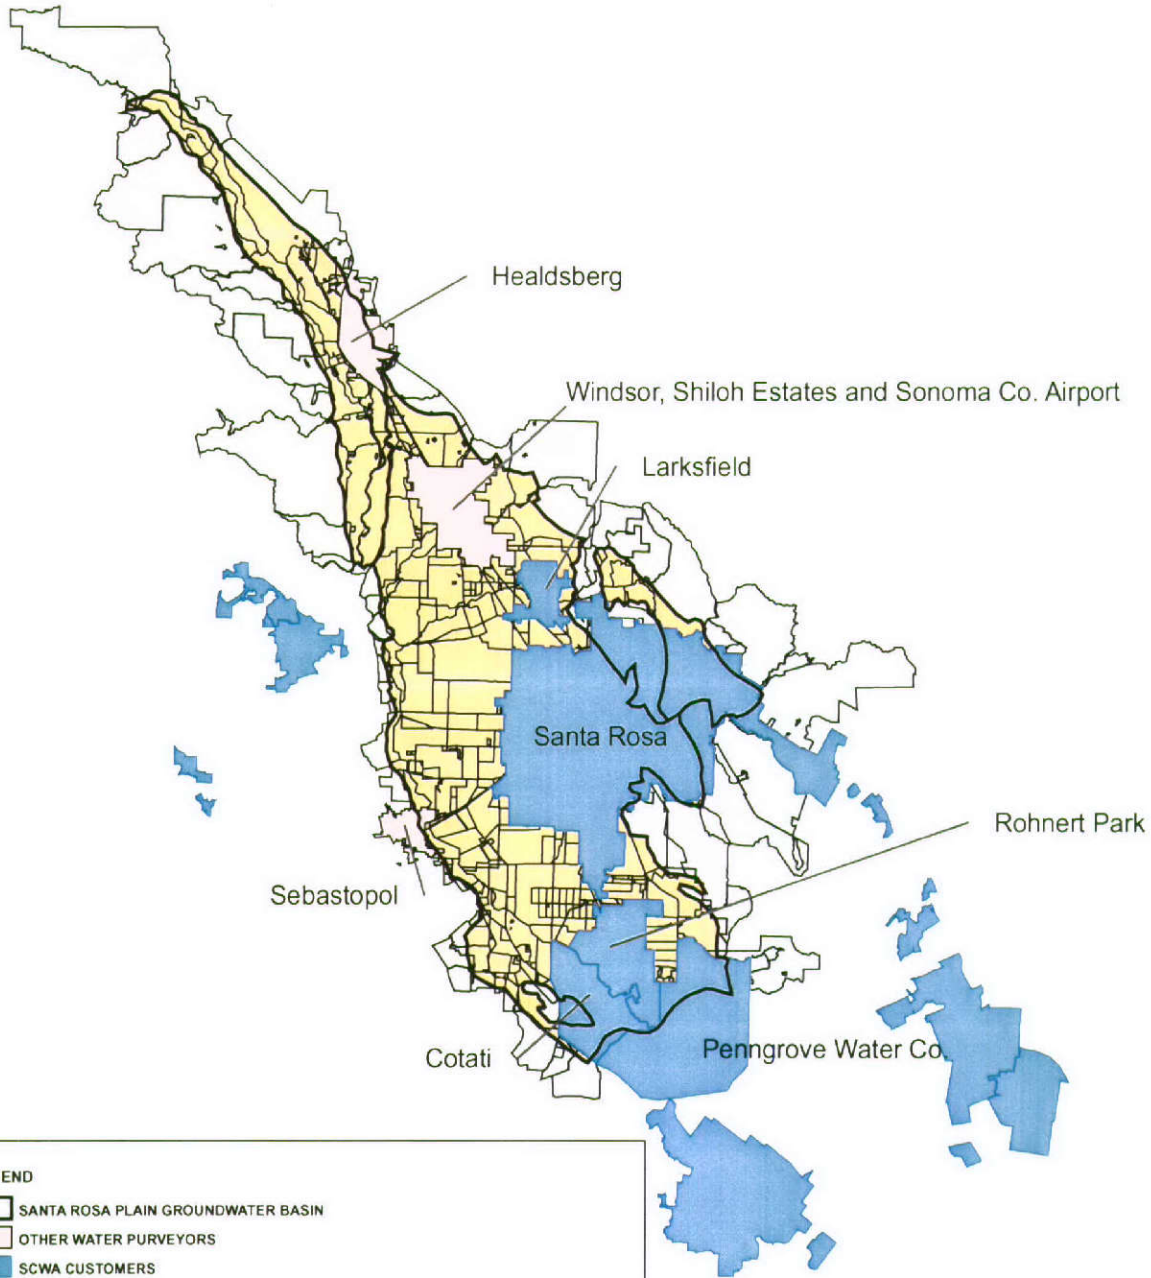 Healdsberg
Windsor, Shiloh Estates and Sonoma Co. Airport
Larksfield
Santa Rosa
Rohnert Park
Sebastopol
Cotati
Penngrove Water Co.
END
SANTA ROSA PLAIN GROUNDWATER BASIN
OTHER WATER PURVEYORS
SCWA CUSTOMERS